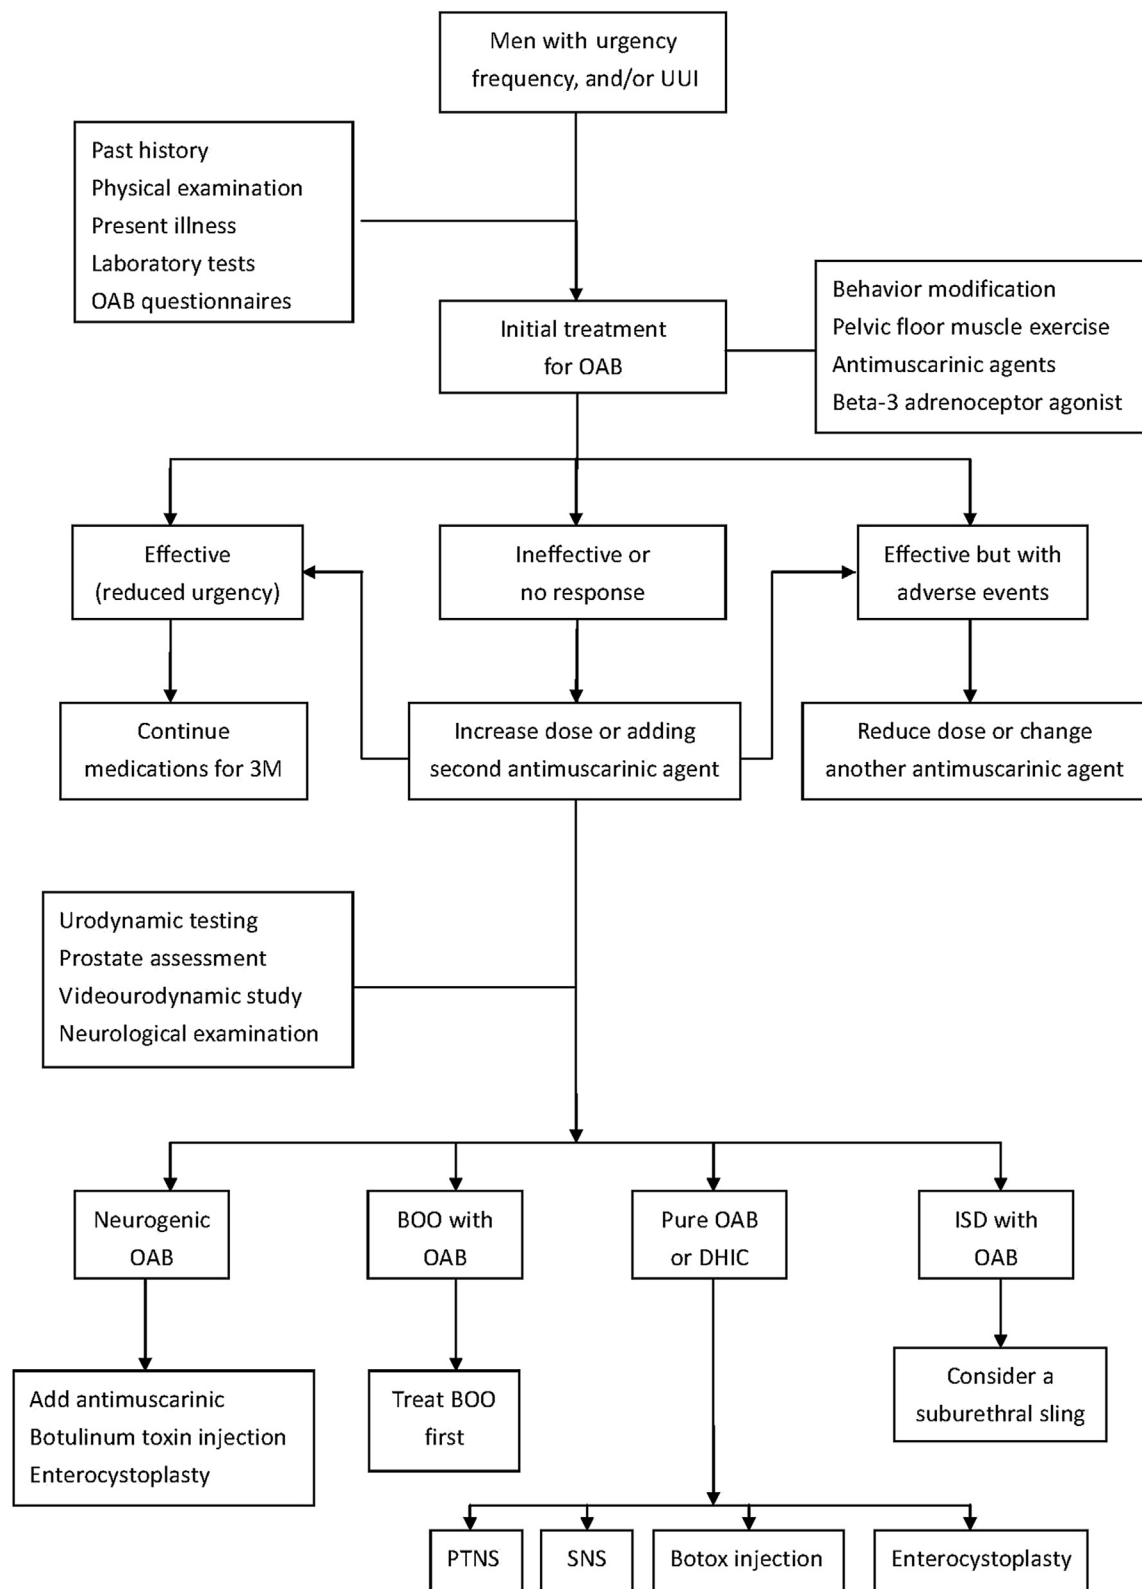 Men with urgency
frequency, and/or UUI
Past history
Physical examination
Present illness
Laboratory tests
OAB questionnaires
Initial treatment
for OAB
Behavior modification
Pelvic floor muscle exercise
Antimuscarinic agents
Beta-3 adrenoceptor agonist
Effective
(reduced urgency)
Ineffective or
no response
Effective but with
adverse events
Continue
medications for 3M
Increase dose or adding
second antimuscarinic agent
Reduce dose or change
another antimuscarinic agent
Urodynamic testing
Prostate assessment
Videourodynamic study
Neurological examination
Neurogenic
OAB
BOO with
OAB
Pure OAB
or DHIC
ISD with
OAB
Add antimuscarinic
Botulinum toxin injection
Enterocystoplasty
Treat BOO
first
Consider a
suburethral sling
PTNS
SNS
Botox injection
Enterocystoplasty